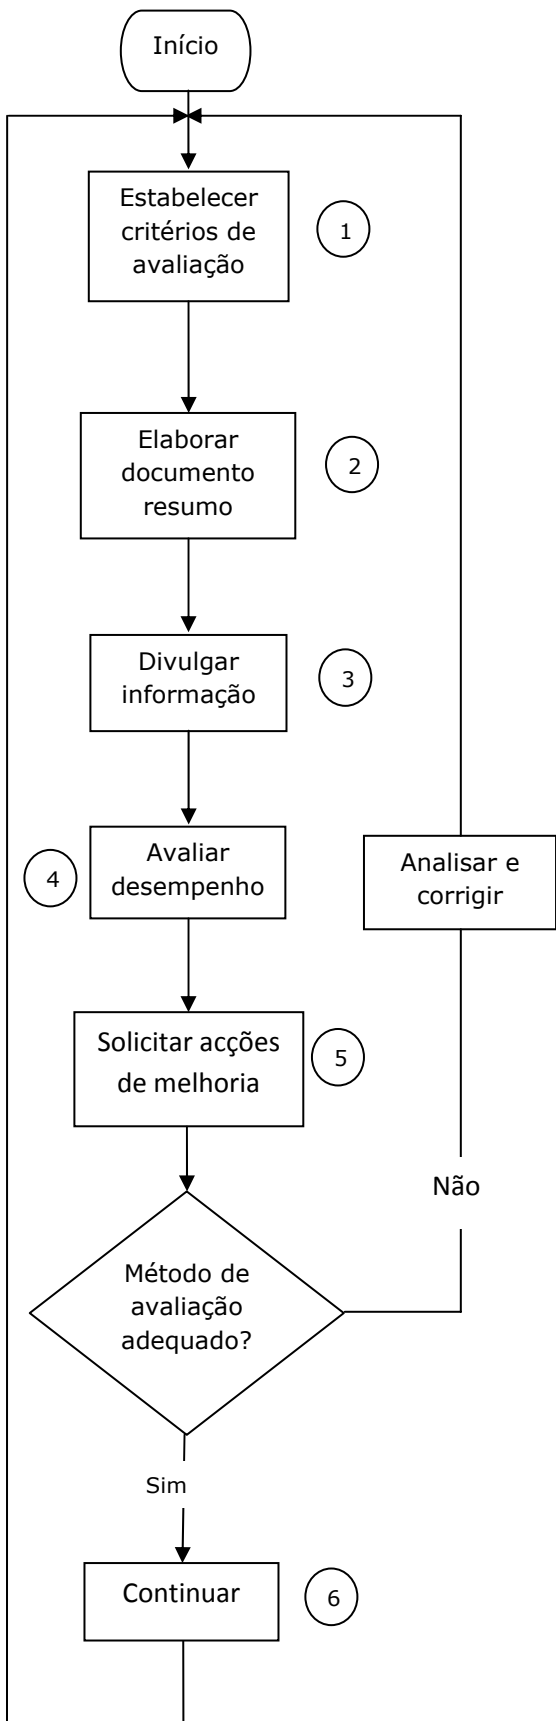 Início
Estabelecer
critérios de
avaliação
1
Elaborar
documento
resumo
2
Divulgar
informação
3
Avaliar
desempenho
4
Analisar e
corrigir
Solicitar acções
de melhoria
5
Não
Método de
avaliação
adequado?
Sim
Continuar
6